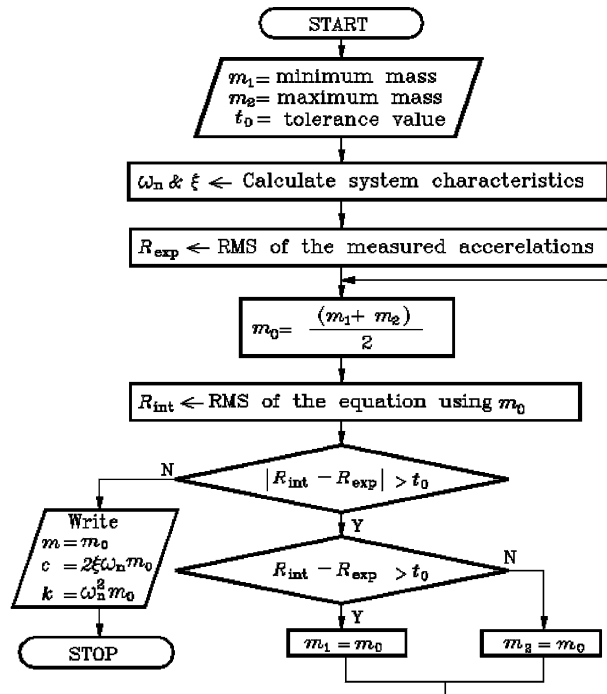 START
m₁= minimum mass
m₂= maximum mass
t₀= tolerance value
ωₙ & ξ ← Calculate system characteristics
R_exp ← RMS of the measured accerelations
m₀= (m₁+ m₂) / 2
R_int ← RMS of the equation using m₀
N
|R_int − R_exp| > t₀
Y
Write
m = m₀
c = 2ξωₙm₀
k = ωₙ²m₀
STOP
R_int − R_exp > t₀
N
Y
m₁ = m₀
m₂ = m₀